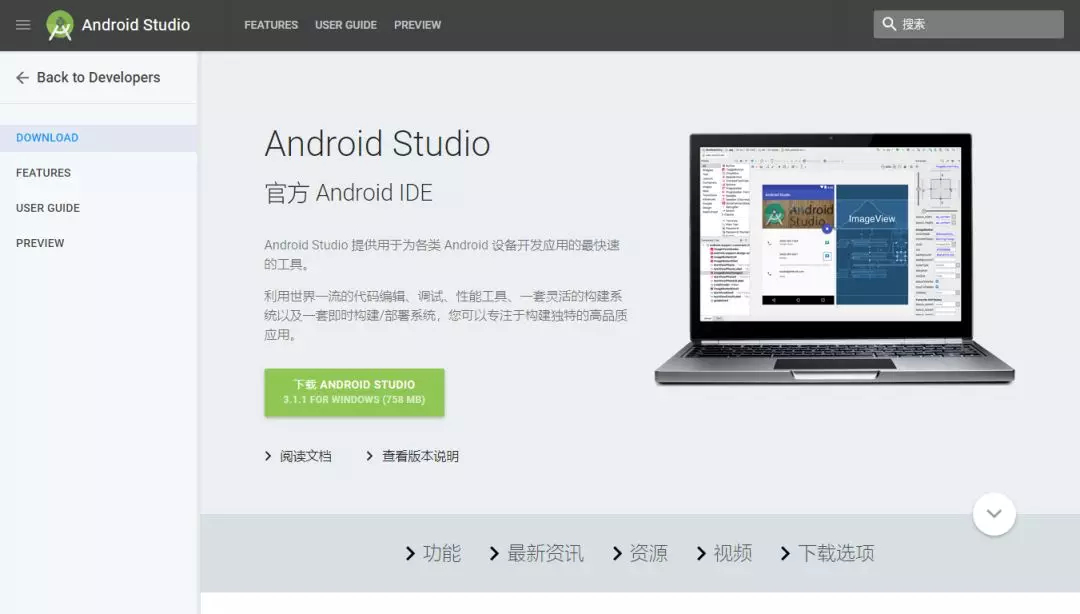 Android Studio
FEATURES
USER GUIDE
PREVIEW
搜索
Back to Developers
DOWNLOAD
FEATURES
USER GUIDE
PREVIEW
Android Studio
官方 Android IDE
Android Studio 提供用于为各类 Android 设备开发应用的最快速
的工具。
利用世界一流的代码编辑、调试、性能工具、一套灵活的构建系
统以及一套即时构建/部署系统，您可以专注于构建独特的高品质
应用。
下载 ANDROID STUDIO
3.1.1 FOR WINDOWS (758 MB)
阅读文档
查看版本说明
Android Studio
Android
Studio
ImageView
功能
最新资讯
资源
视频
下载选项